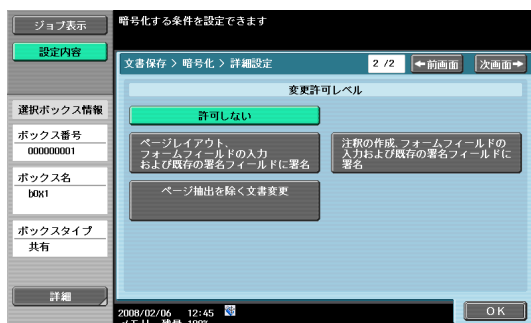 ジョブ表示
設定内容
選択ボックス情報
ボックス番号
000000001
ボックス名
box1
ボックスタイプ
共有
詳細
暗号化する条件を設定できます
文書保存 > 暗号化 > 詳細設定
2 /2
←前画面
次画面→
変更許可レベル
許可しない
ページレイアウト、
フォームフィールドの入力
および既存の署名フィールドに署名
注釈の作成、フォームフィールドの
入力および既存の署名フィールドに
署名
ページ抽出を除く文書変更
2008/02/06 12:45
メモリー残量 100%
OK